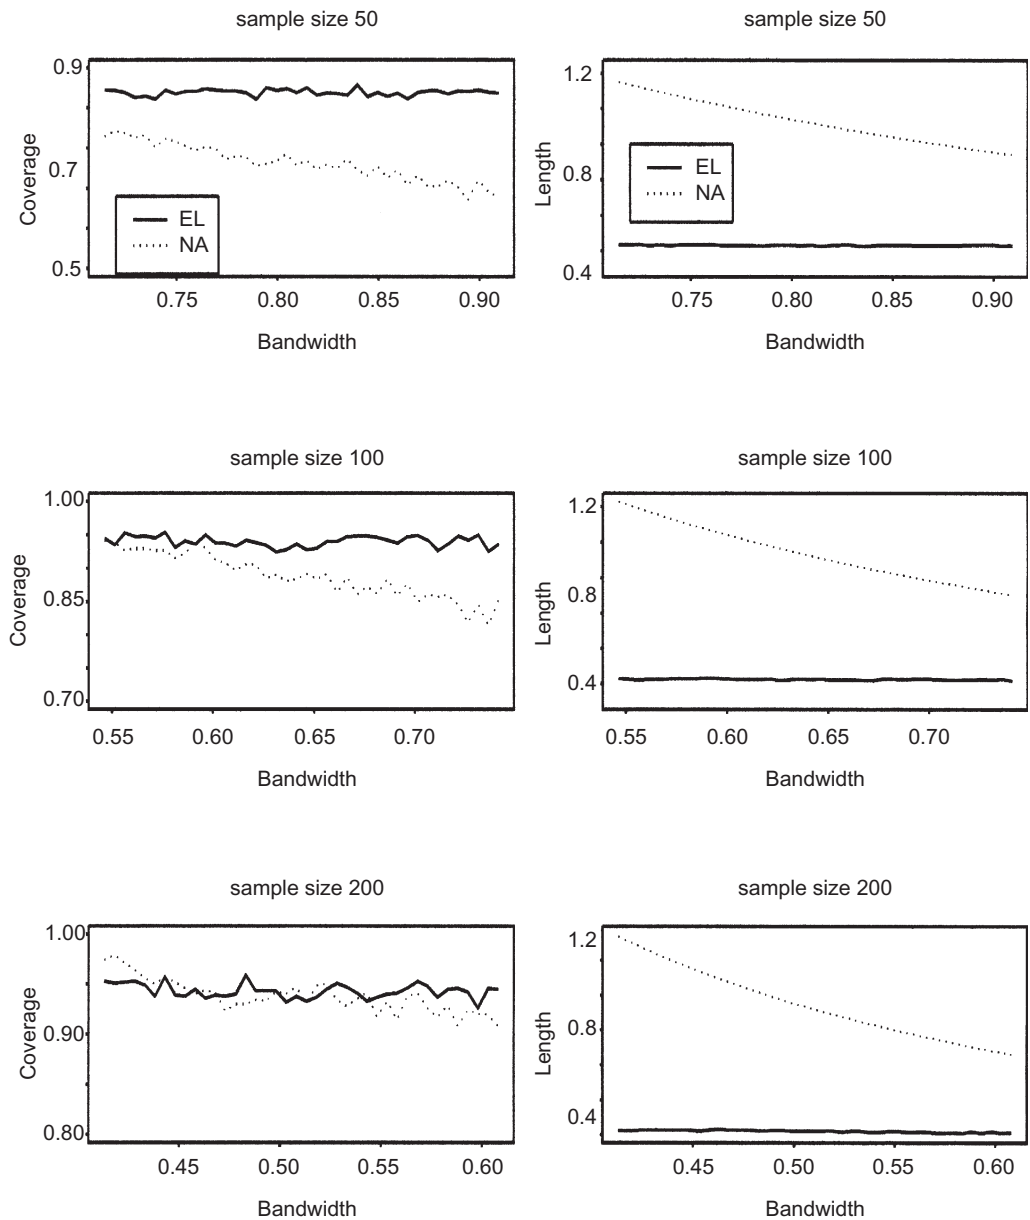 sample size 50
0.9
0.7
0.5
Coverage
EL
NA
0.75 0.80 0.85 0.90
Bandwidth
sample size 50
1.2
0.8
0.4
Length
EL
NA
0.75 0.80 0.85 0.90
Bandwidth
sample size 100
1.00
0.85
0.70
Coverage
0.55 0.60 0.65 0.70
Bandwidth
sample size 100
1.2
0.8
0.4
Length
0.55 0.60 0.65 0.70
Bandwidth
sample size 200
1.00
0.90
0.80
Coverage
0.45 0.50 0.55 0.60
Bandwidth
sample size 200
1.2
0.8
0.4
Length
0.45 0.50 0.55 0.60
Bandwidth